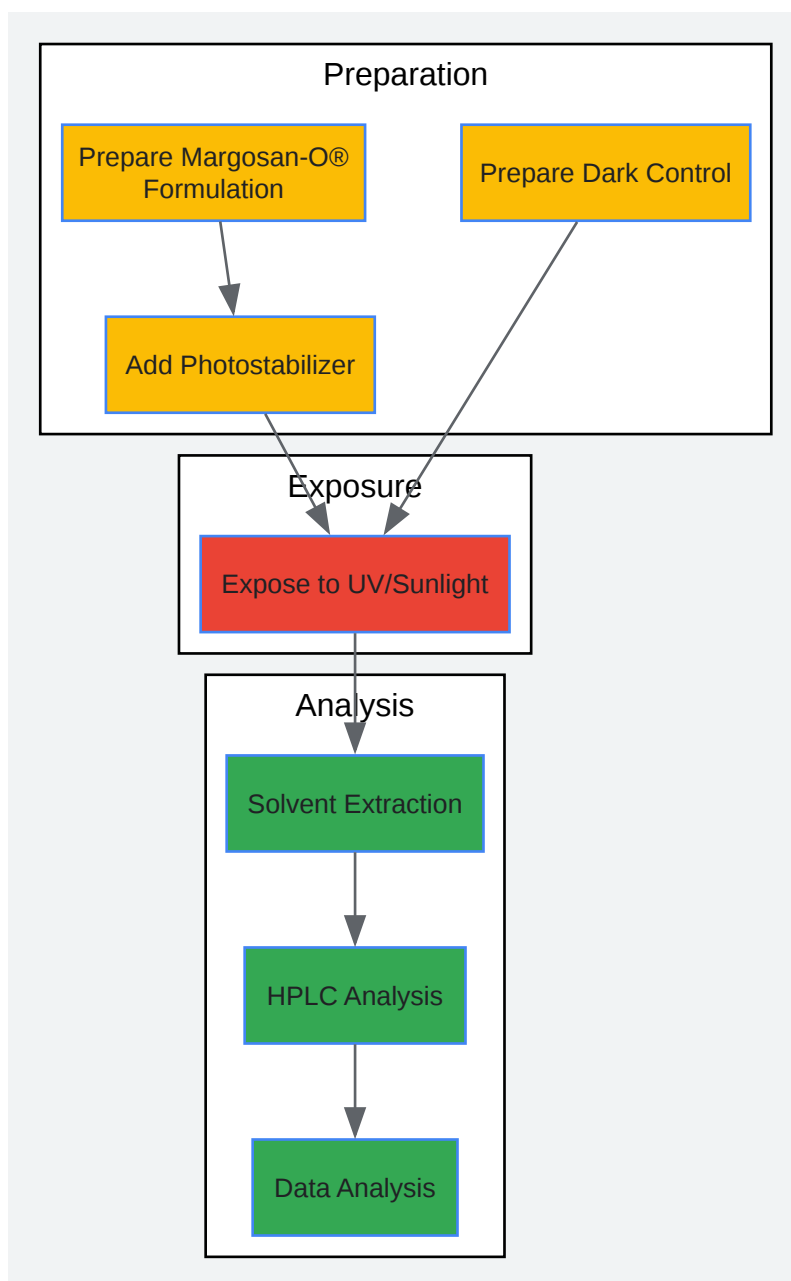 Preparation
Prepare Margosan-O®
Formulation
Prepare Dark Control
Add Photostabilizer
Exposure
Expose to UV/Sunlight
Analysis
Solvent Extraction
HPLC Analysis
Data Analysis